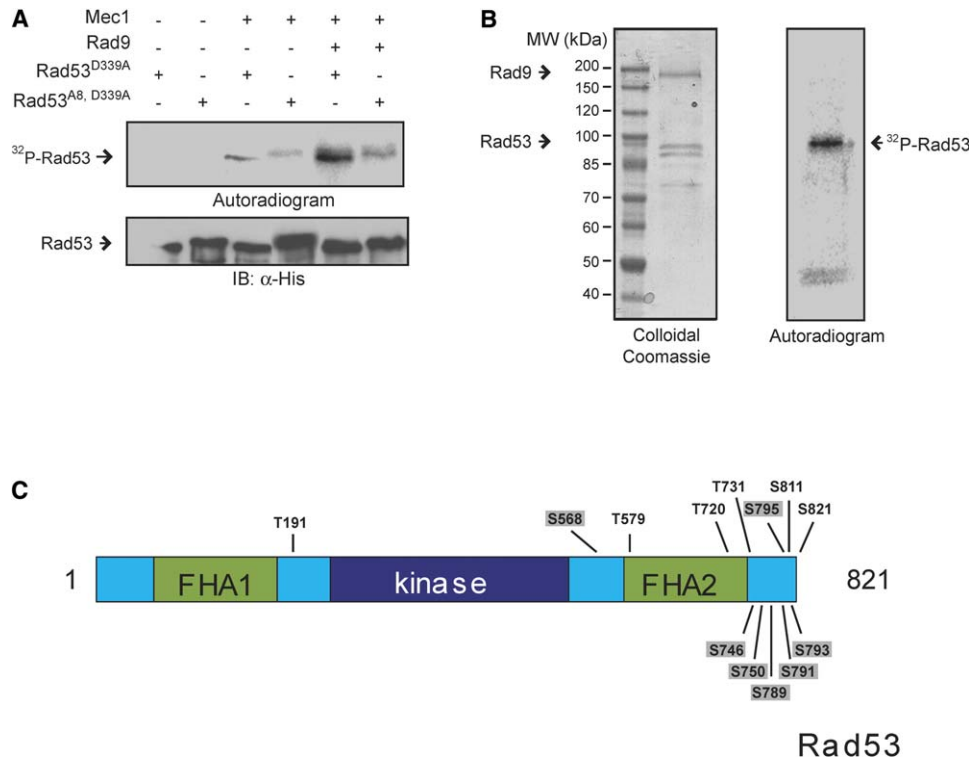 A
Mec1 - - + + + +
Rad9 - - - - + +
Rad53D339A + - + - + -
Rad53A8, D339A - + - + - +
32P-Rad53
Autoradiogram
Rad53
IB: α-His
B
MW (kDa)
Rad9
200
150
120
Rad53
100
85
70
60
50
40
Colloidal
Coomassie
32P-Rad53
Autoradiogram
C
T731 S811
T191 S568 T579 T720 S795 S821
1 FHA1 kinase FHA2 821
S746 S793
S750 S791
S789
Rad53